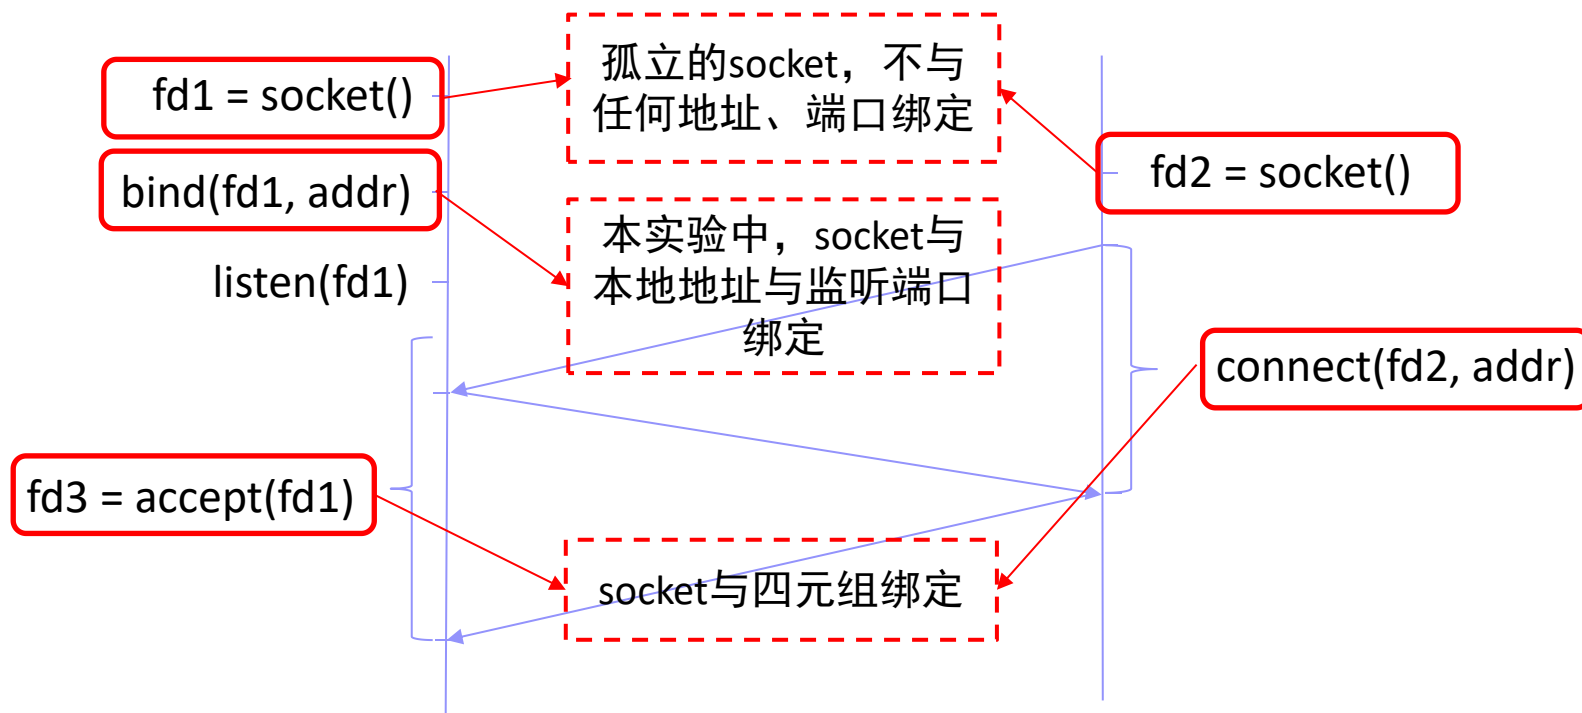 fd1 = socket()
孤立的socket，不与
任何地址、端口绑定
fd2 = socket()
bind(fd1, addr)
本实验中，socket与
本地地址与监听端口
绑定
listen(fd1)
connect(fd2, addr)
fd3 = accept(fd1)
socket与四元组绑定